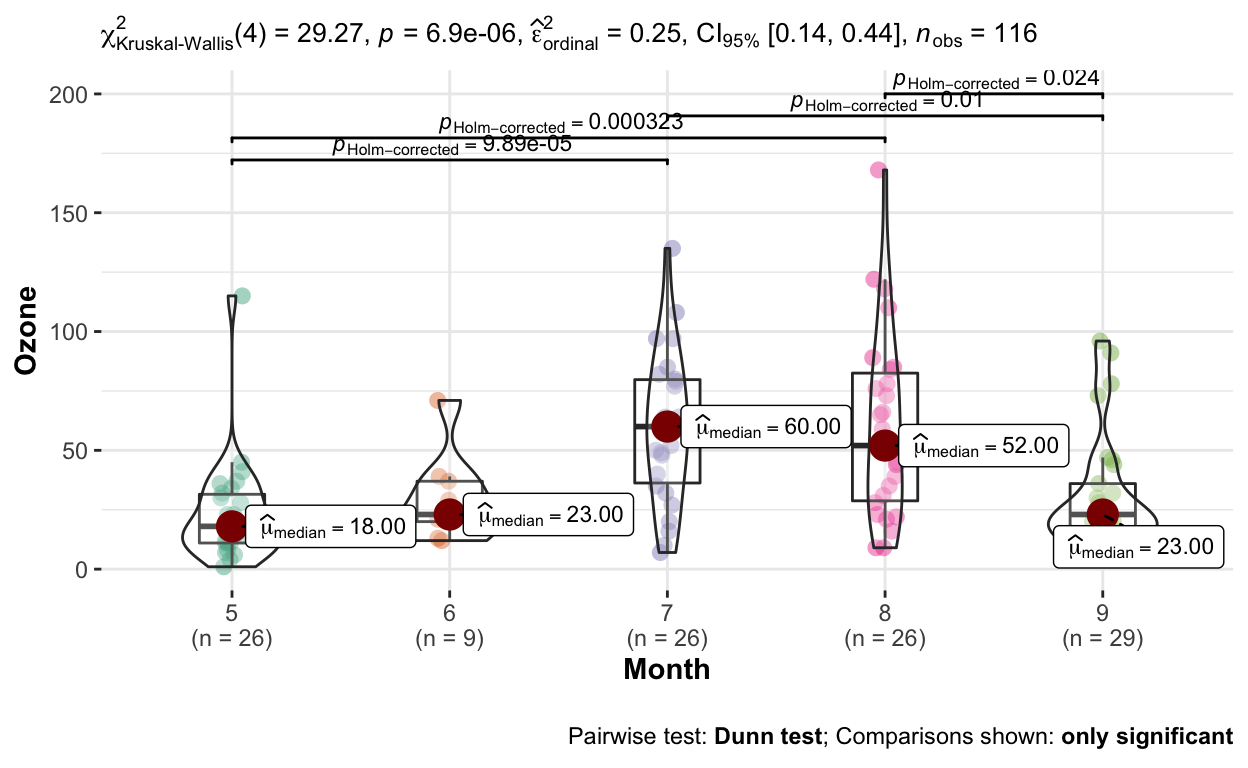 χ²Kruskal-Wallis(4) = 29.27, p = 6.9e-06, ε̂²ordinal = 0.25, CI95% [0.14, 0.44], nobs = 116
pHolm−corrected = 0.024
pHolm−corrected = 0.01
pHolm−corrected = 0.000323
pHolm−corrected = 9.89e-05
200
150
100
50
0
Ozone
μ̂median = 18.00
μ̂median = 23.00
μ̂median = 60.00
μ̂median = 52.00
μ̂median = 23.00
5 6 7 8 9
(n = 26) (n = 9) (n = 26) (n = 26) (n = 29)
Month
Pairwise test: Dunn test; Comparisons shown: only significant